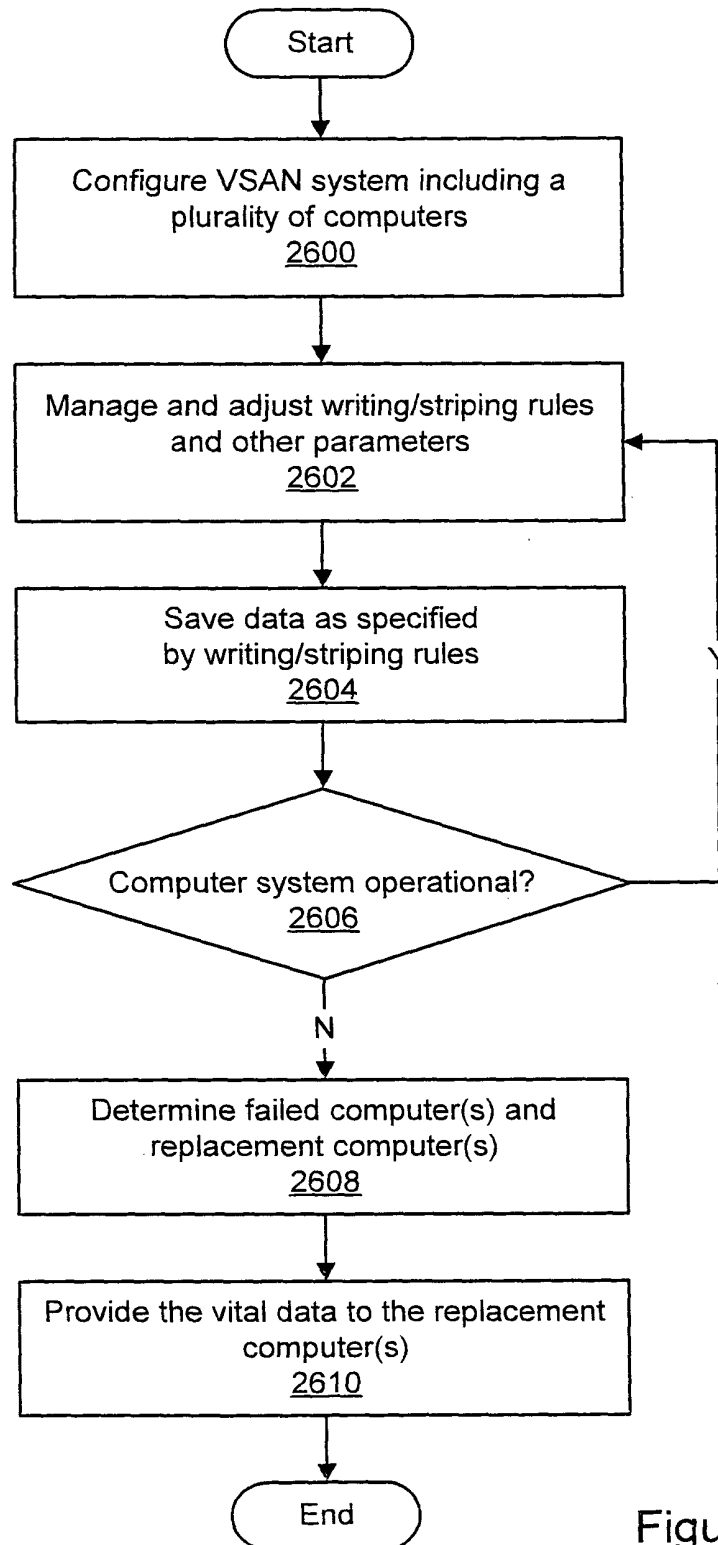 Start
Configure VSAN system including a
plurality of computers
2600
Manage and adjust writing/striping rules
and other parameters
2602
Save data as specified
by writing/striping rules
2604
Y
Computer system operational?
2606
N
Determine failed computer(s) and
replacement computer(s)
2608
Provide the vital data to the replacement
computer(s)
2610
End